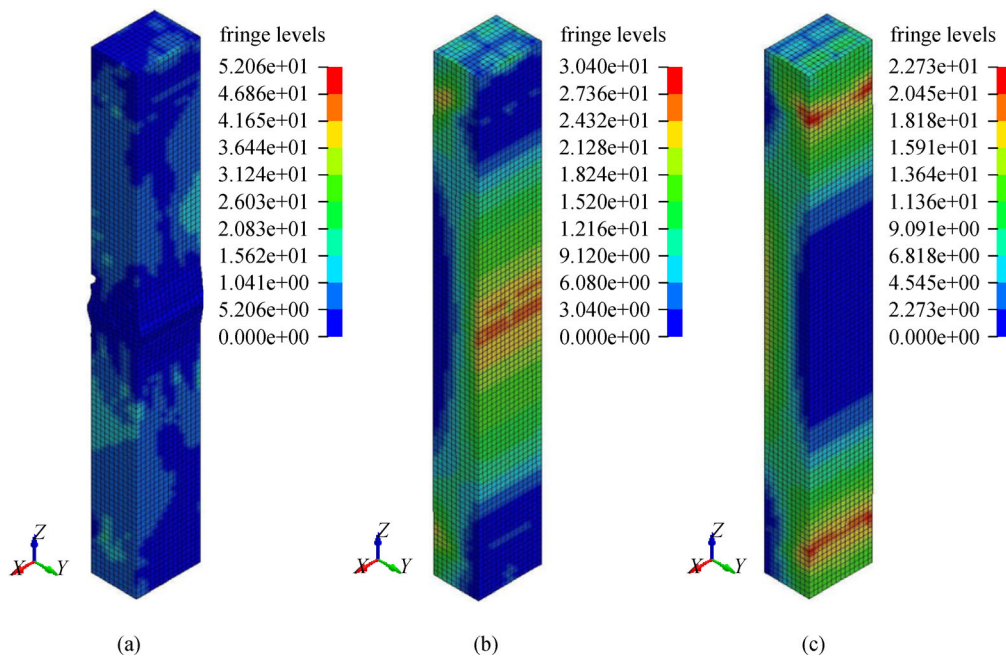 fringe levels
5.206e+01
4.686e+01
4.165e+01
3.644e+01
3.124e+01
2.603e+01
2.083e+01
1.562e+01
1.041e+00
5.206e+00
0.000e+00
Z
X
Y
(a)
fringe levels
3.040e+01
2.736e+01
2.432e+01
2.128e+01
1.824e+01
1.520e+01
1.216e+01
9.120e+00
6.080e+00
3.040e+00
0.000e+00
Z
X
Y
(b)
fringe levels
2.273e+01
2.045e+01
1.818e+01
1.591e+01
1.364e+01
1.136e+01
9.091e+00
6.818e+00
4.545e+00
2.273e+00
0.000e+00
Z
X
Y
(c)